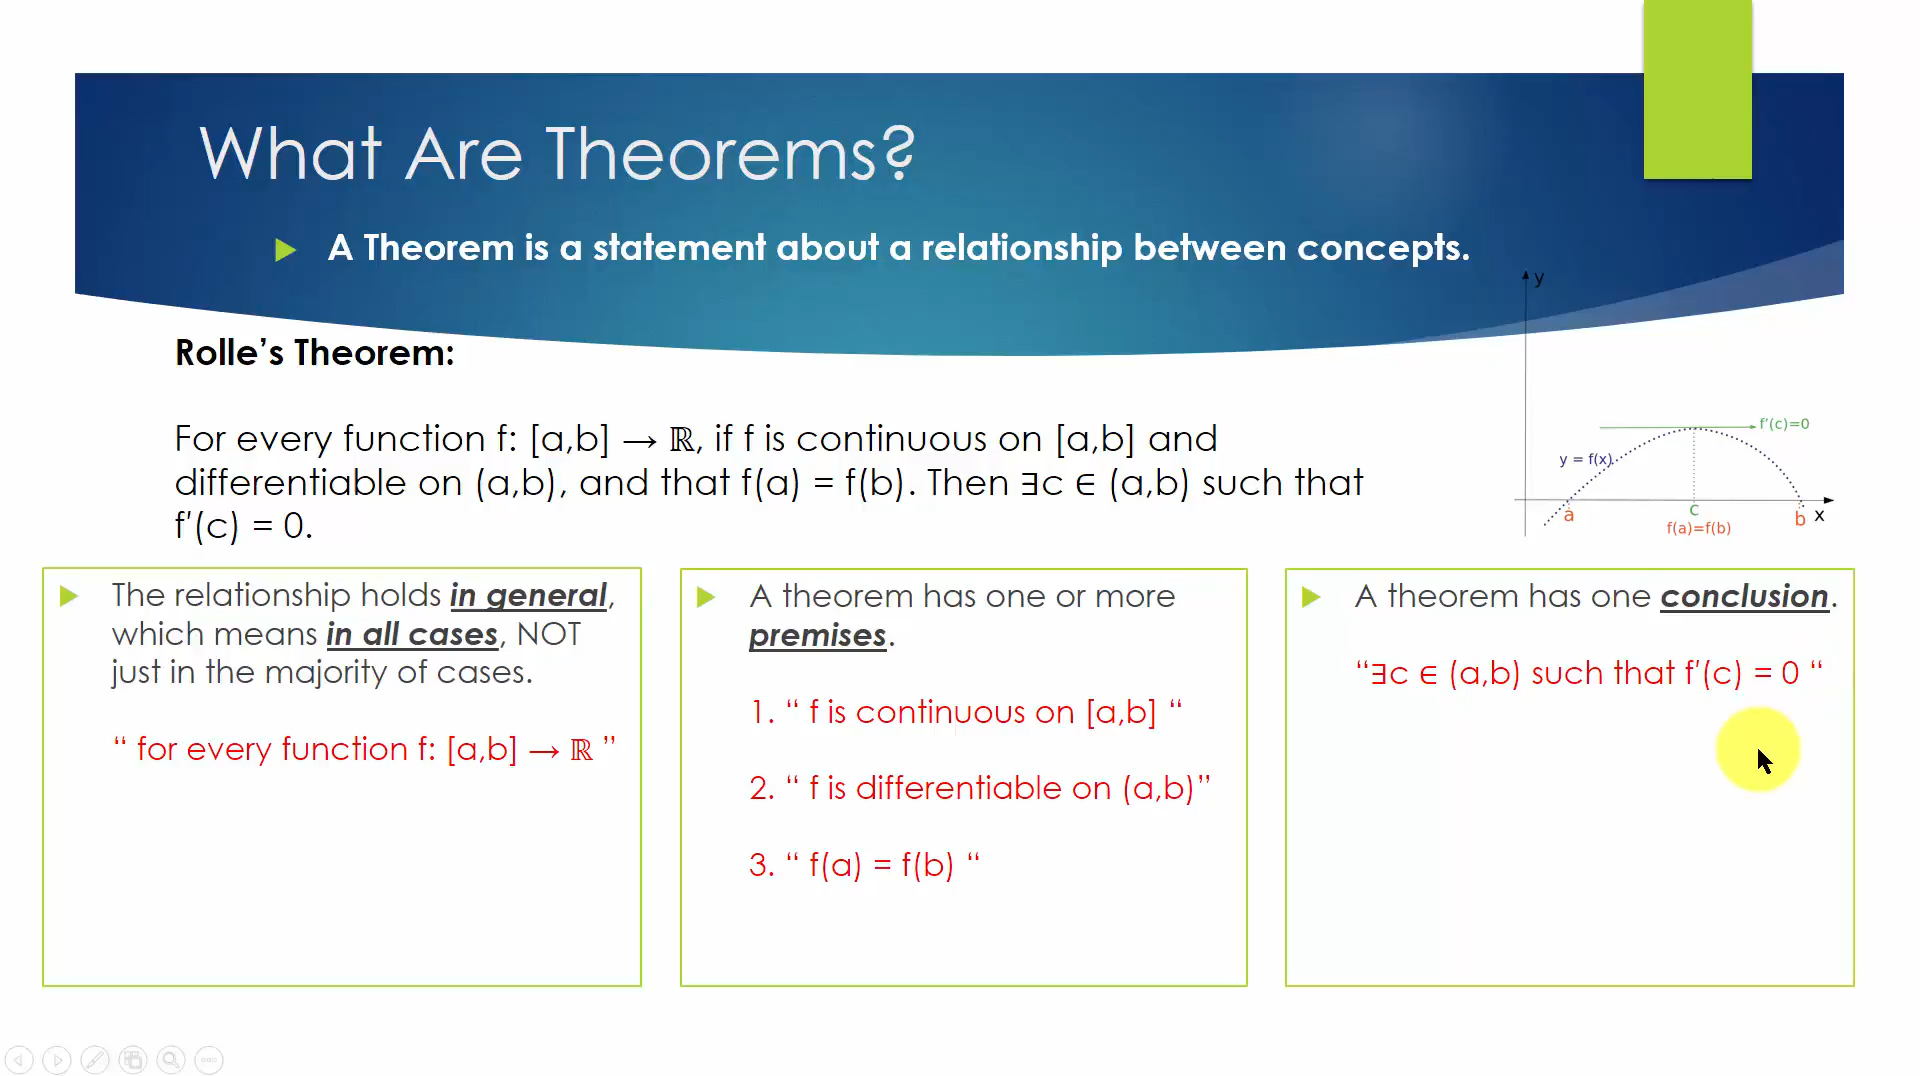 What Are Theorems?
A Theorem is a statement about a relationship between concepts.
Rolle’s Theorem:
For every function f: [a,b] → ℝ, if f is continuous on [a,b] and
differentiable on (a,b), and that f(a) = f(b). Then ∃c ∈ (a,b) such that
f′(c) = 0.
y
f'(c)=0
y = f(x)
a
c
b
x
f(a)=f(b)
The relationship holds in general,
which means in all cases, NOT
just in the majority of cases.
“ for every function f: [a,b] → ℝ ”
A theorem has one or more
premises.
1. “ f is continuous on [a,b] “
2. “ f is differentiable on (a,b)”
3. “ f(a) = f(b) “
A theorem has one conclusion.
“∃c ∈ (a,b) such that f′(c) = 0 “